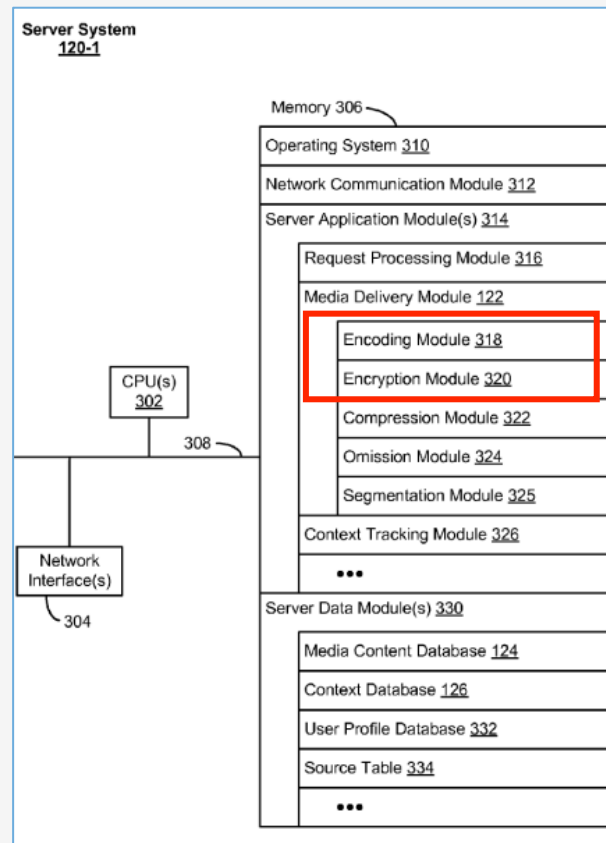 Server System
120-1
Memory 306
Operating System 310
Network Communication Module 312
Server Application Module(s) 314
Request Processing Module 316
Media Delivery Module 122
Encoding Module 318
Encryption Module 320
Compression Module 322
Omission Module 324
Segmentation Module 325
Context Tracking Module 326
•••
CPU(s)
302
308
Network
Interface(s)
304
Server Data Module(s) 330
Media Content Database 124
Context Database 126
User Profile Database 332
Source Table 334
•••